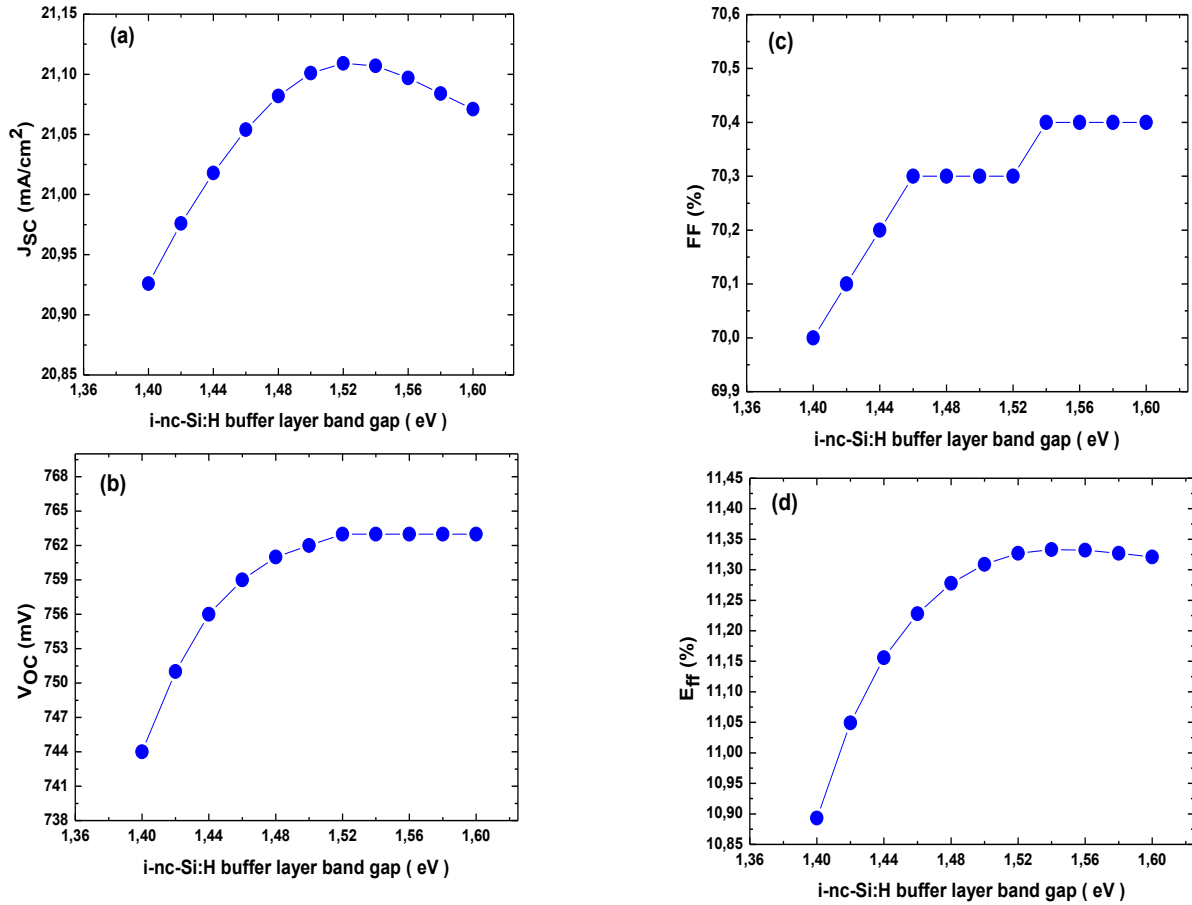 (a)
21,15
21,10
21,05
21,00
20,95
20,90
20,85
JSC (mA/cm2)
1,36 1,40 1,44 1,48 1,52 1,56 1,60
i-nc-Si:H buffer layer band gap ( eV)
(c)
70,6
70,5
70,4
70,3
70,2
70,1
70,0
69,9
FF (%)
1,36 1,40 1,44 1,48 1,52 1,56 1,60
i-nc-Si:H buffer layer band gap ( eV )
(b)
768
765
762
759
756
753
750
747
744
741
738
VOC (mV)
1,36 1,40 1,44 1,48 1,52 1,56 1,60
i-nc-Si:H buffer layer band gap ( eV )
(d)
11,45
11,40
11,35
11,30
11,25
11,20
11,15
11,10
11,05
11,00
10,95
10,90
10,85
Eff (%)
1,36 1,40 1,44 1,48 1,52 1,56 1,60
i-nc-Si:H buffer layer band gap ( eV )